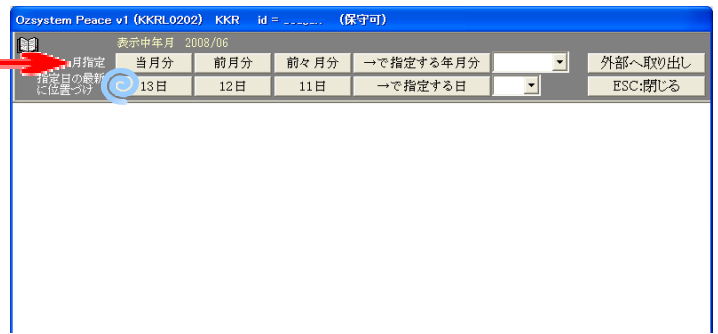 Ozsystem Peace v1 (KKRL0202) KKR id = (保守可)
表示中年月 2008/06
月指定 当月分 前月分 前々月分 →で指定する年月分 外部へ取り出し
指定日の最新
に位置づけ 13日 12日 11日 →で指定する日 ESC:閉じる